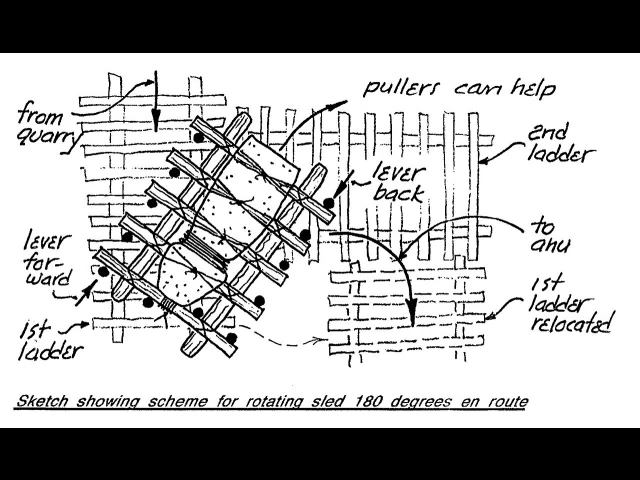 pullers can help
from
quarry
2nd
ladder
lever
back
lever
for-
ward
to
ahu
1st
ladder
1st
ladder
relocated
Sketch showing scheme for rotating sled 180 degrees en route